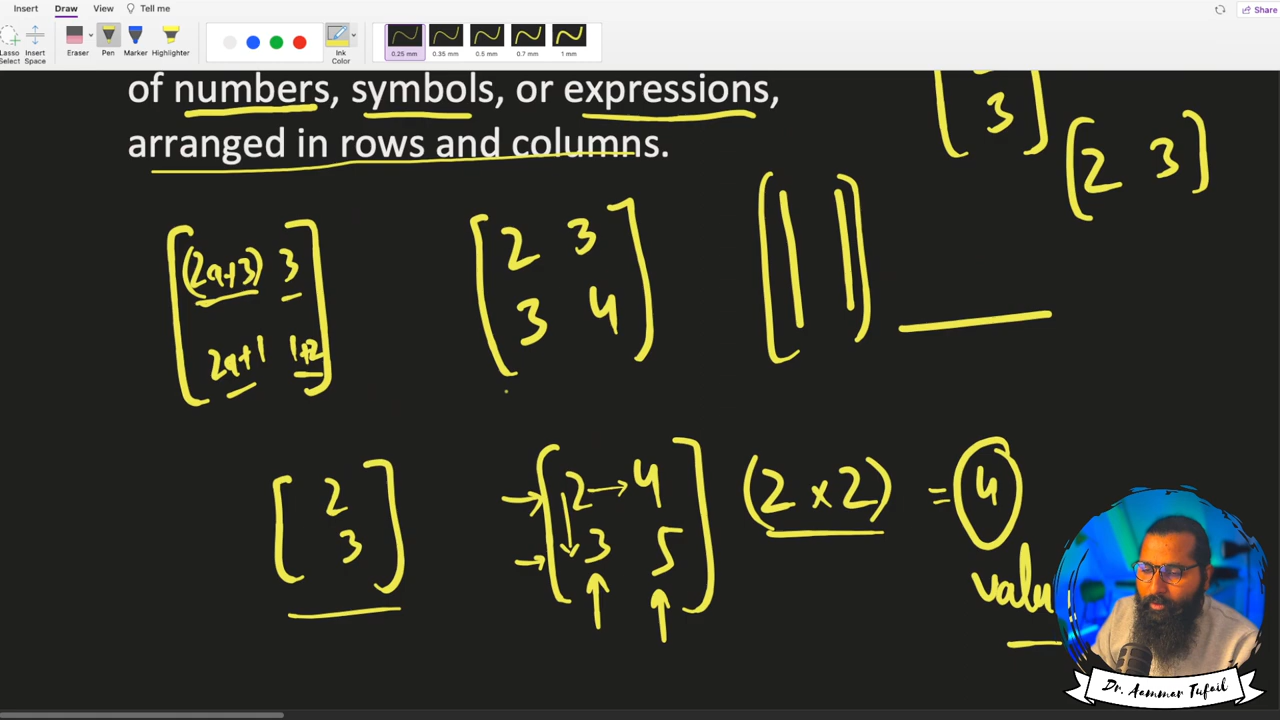 Insert Draw View Tell me Share
Lasso Select Insert Space Eraser Pen Marker Highlighter Ink Color 0.25 mm 0.35 mm 0.5 mm 0.7 mm 1 mm
of numbers, symbols, or expressions,
arranged in rows and columns.
3
[2 3]
(2a+3) 3
2a+1 1+2
2 3
3 4
2
3
2 → 4
3 5
(2 × 2) = 4
valu
Dr. Aammar Tufail